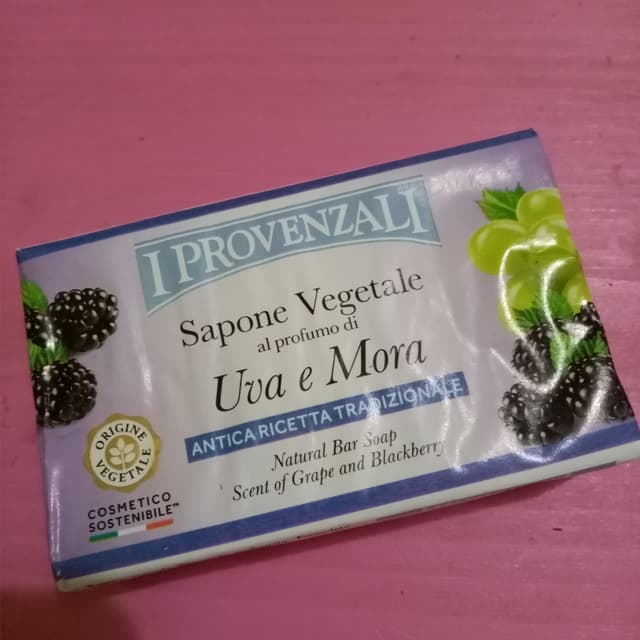 I PROVENZALI
Sapone Vegetale
al profumo di
Uva e Mora
ANTICA RICETTA TRADIZIONALE
Natural Bar Soap
Scent of Grape and Blackberry
ORIGINE
VEGETALE
COSMETICO
SOSTENIBILE™